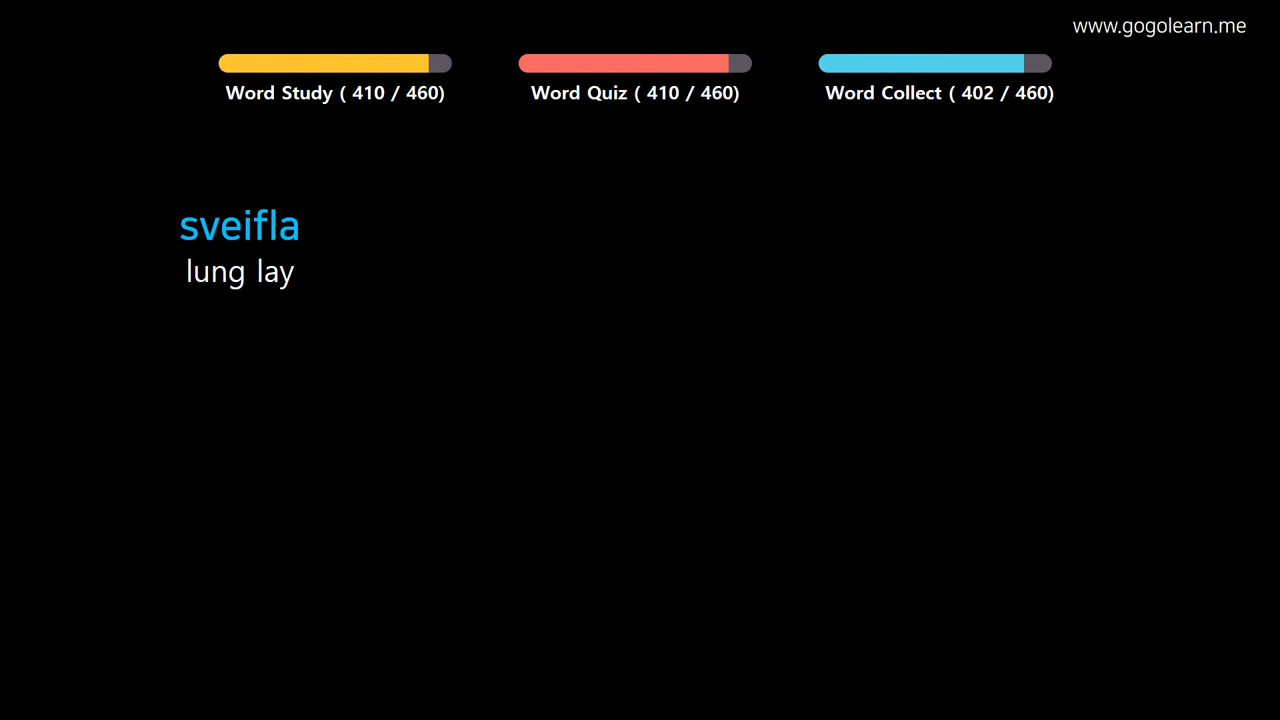 www.gogolearn.me
Word Study ( 410 / 460)
Word Quiz ( 410 / 460)
Word Collect ( 402 / 460)
sveifla
lung lay